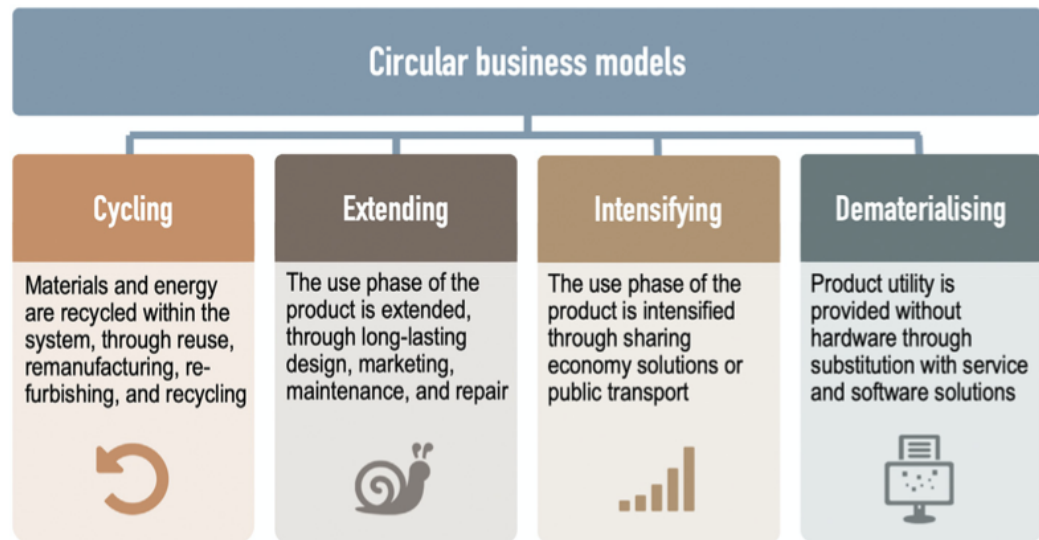 Circular business models
Cycling
Materials and energy
are recycled within the
system, through reuse,
remanufacturing, re-
furbishing, and recycling
Extending
The use phase of the
product is extended,
through long-lasting
design, marketing,
maintenance, and repair
Intensifying
The use phase of the
product is intensified
through sharing
economy solutions or
public transport
Dematerialising
Product utility is
provided without
hardware through
substitution with service
and software solutions